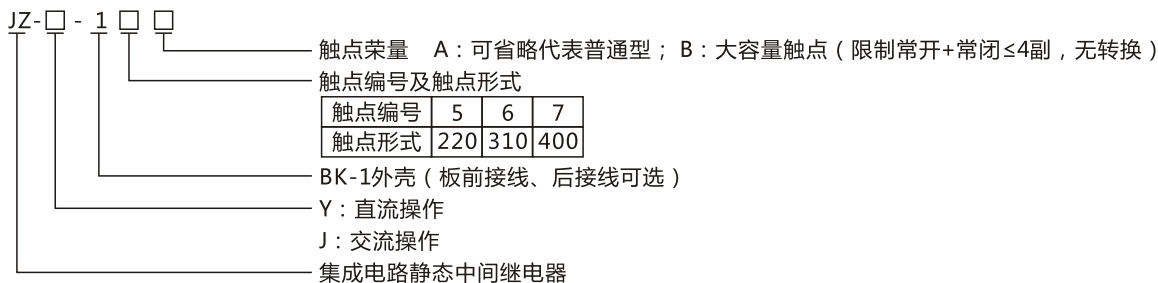 JZ-□-1□□
触点荣量 A：可省略代表普通型；B：大容量触点（限制常开+常闭≤4副，无转换）
触点编号及触点形式
触点编号 5 6 7
触点形式 220 310 400
BK-1外壳（板前接线、后接线可选）
Y：直流操作
J：交流操作
集成电路静态中间继电器